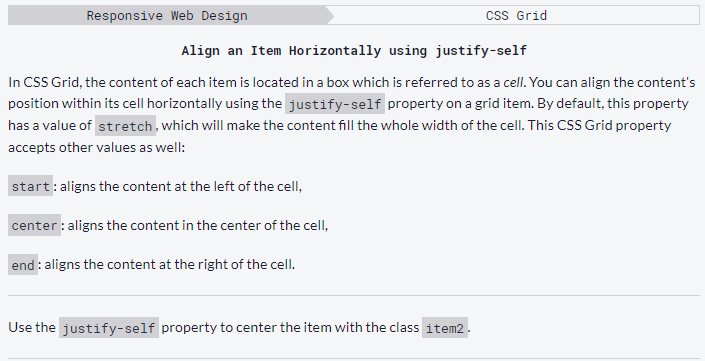 Responsive Web Design
CSS Grid
Align an Item Horizontally using justify-self
In CSS Grid, the content of each item is located in a box which is referred to as a cell. You can align the content's
position within its cell horizontally using the justify-self property on a grid item. By default, this property
has a value of stretch, which will make the content fill the whole width of the cell. This CSS Grid property
accepts other values as well:
start: aligns the content at the left of the cell,
center: aligns the content in the center of the cell,
end: aligns the content at the right of the cell.
Use the justify-self property to center the item with the class item2.